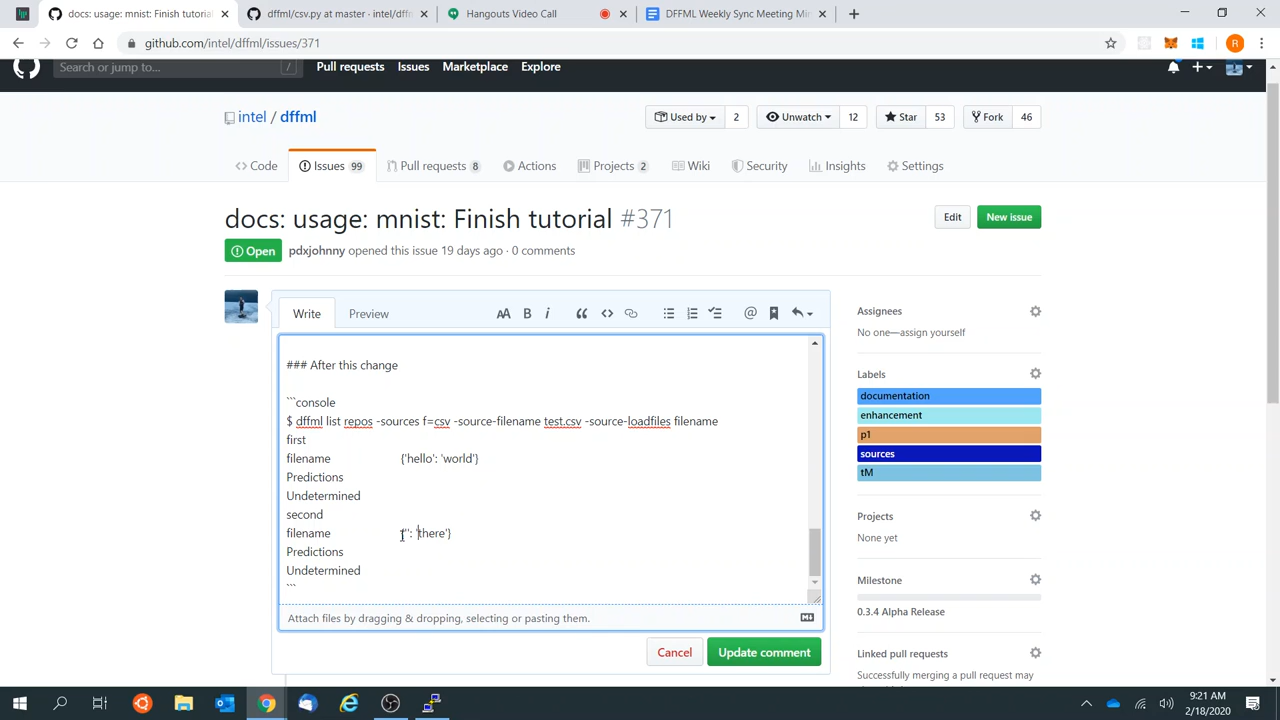 docs: usage: mnist: Finish tutorial
dffml/csv.py at master · intel/dffm
Hangouts Video Call
DFFML Weekly Sync Meeting Min
github.com/intel/dffml/issues/371
R
Search or jump to...
/
Pull requests
Issues
Marketplace
Explore
intel / dffml
Used by
2
Unwatch
12
Star
53
Fork
46
Code
Issues 99
Pull requests 8
Actions
Projects 2
Wiki
Security
Insights
Settings
docs: usage: mnist: Finish tutorial #371
Edit
New issue
Open
pdxjohnny opened this issue 19 days ago · 0 comments
Write
Preview
AA B i
### After this change
```console
$ dffml list repos -sources f=csv -source-filename test.csv -source-loadfiles filename
first
filename {'hello': 'world'}
Predictions
Undetermined
second
filename {'': 'there'}
Predictions
Undetermined
```
Attach files by dragging & dropping, selecting or pasting them.
Cancel
Update comment
Assignees
No one—assign yourself
Labels
documentation
enhancement
p1
sources
tM
Projects
None yet
Milestone
0.3.4 Alpha Release
Linked pull requests
Successfully merging a pull request may
9:21 AM
2/18/2020